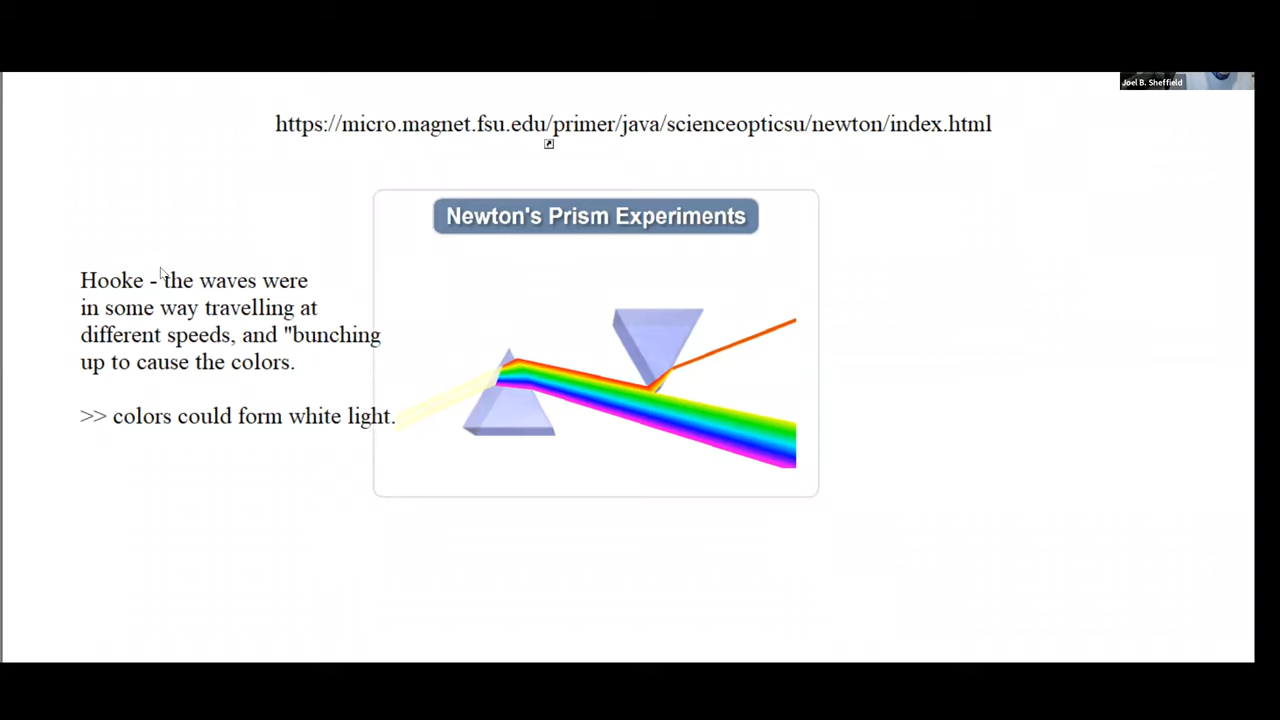 Joel B. Sheffield
https://micro.magnet.fsu.edu/primer/java/scienceopticsu/newton/index.html
Newton's Prism Experiments
Hooke - the waves were
in some way travelling at
different speeds, and "bunching
up to cause the colors.
>> colors could form white light.